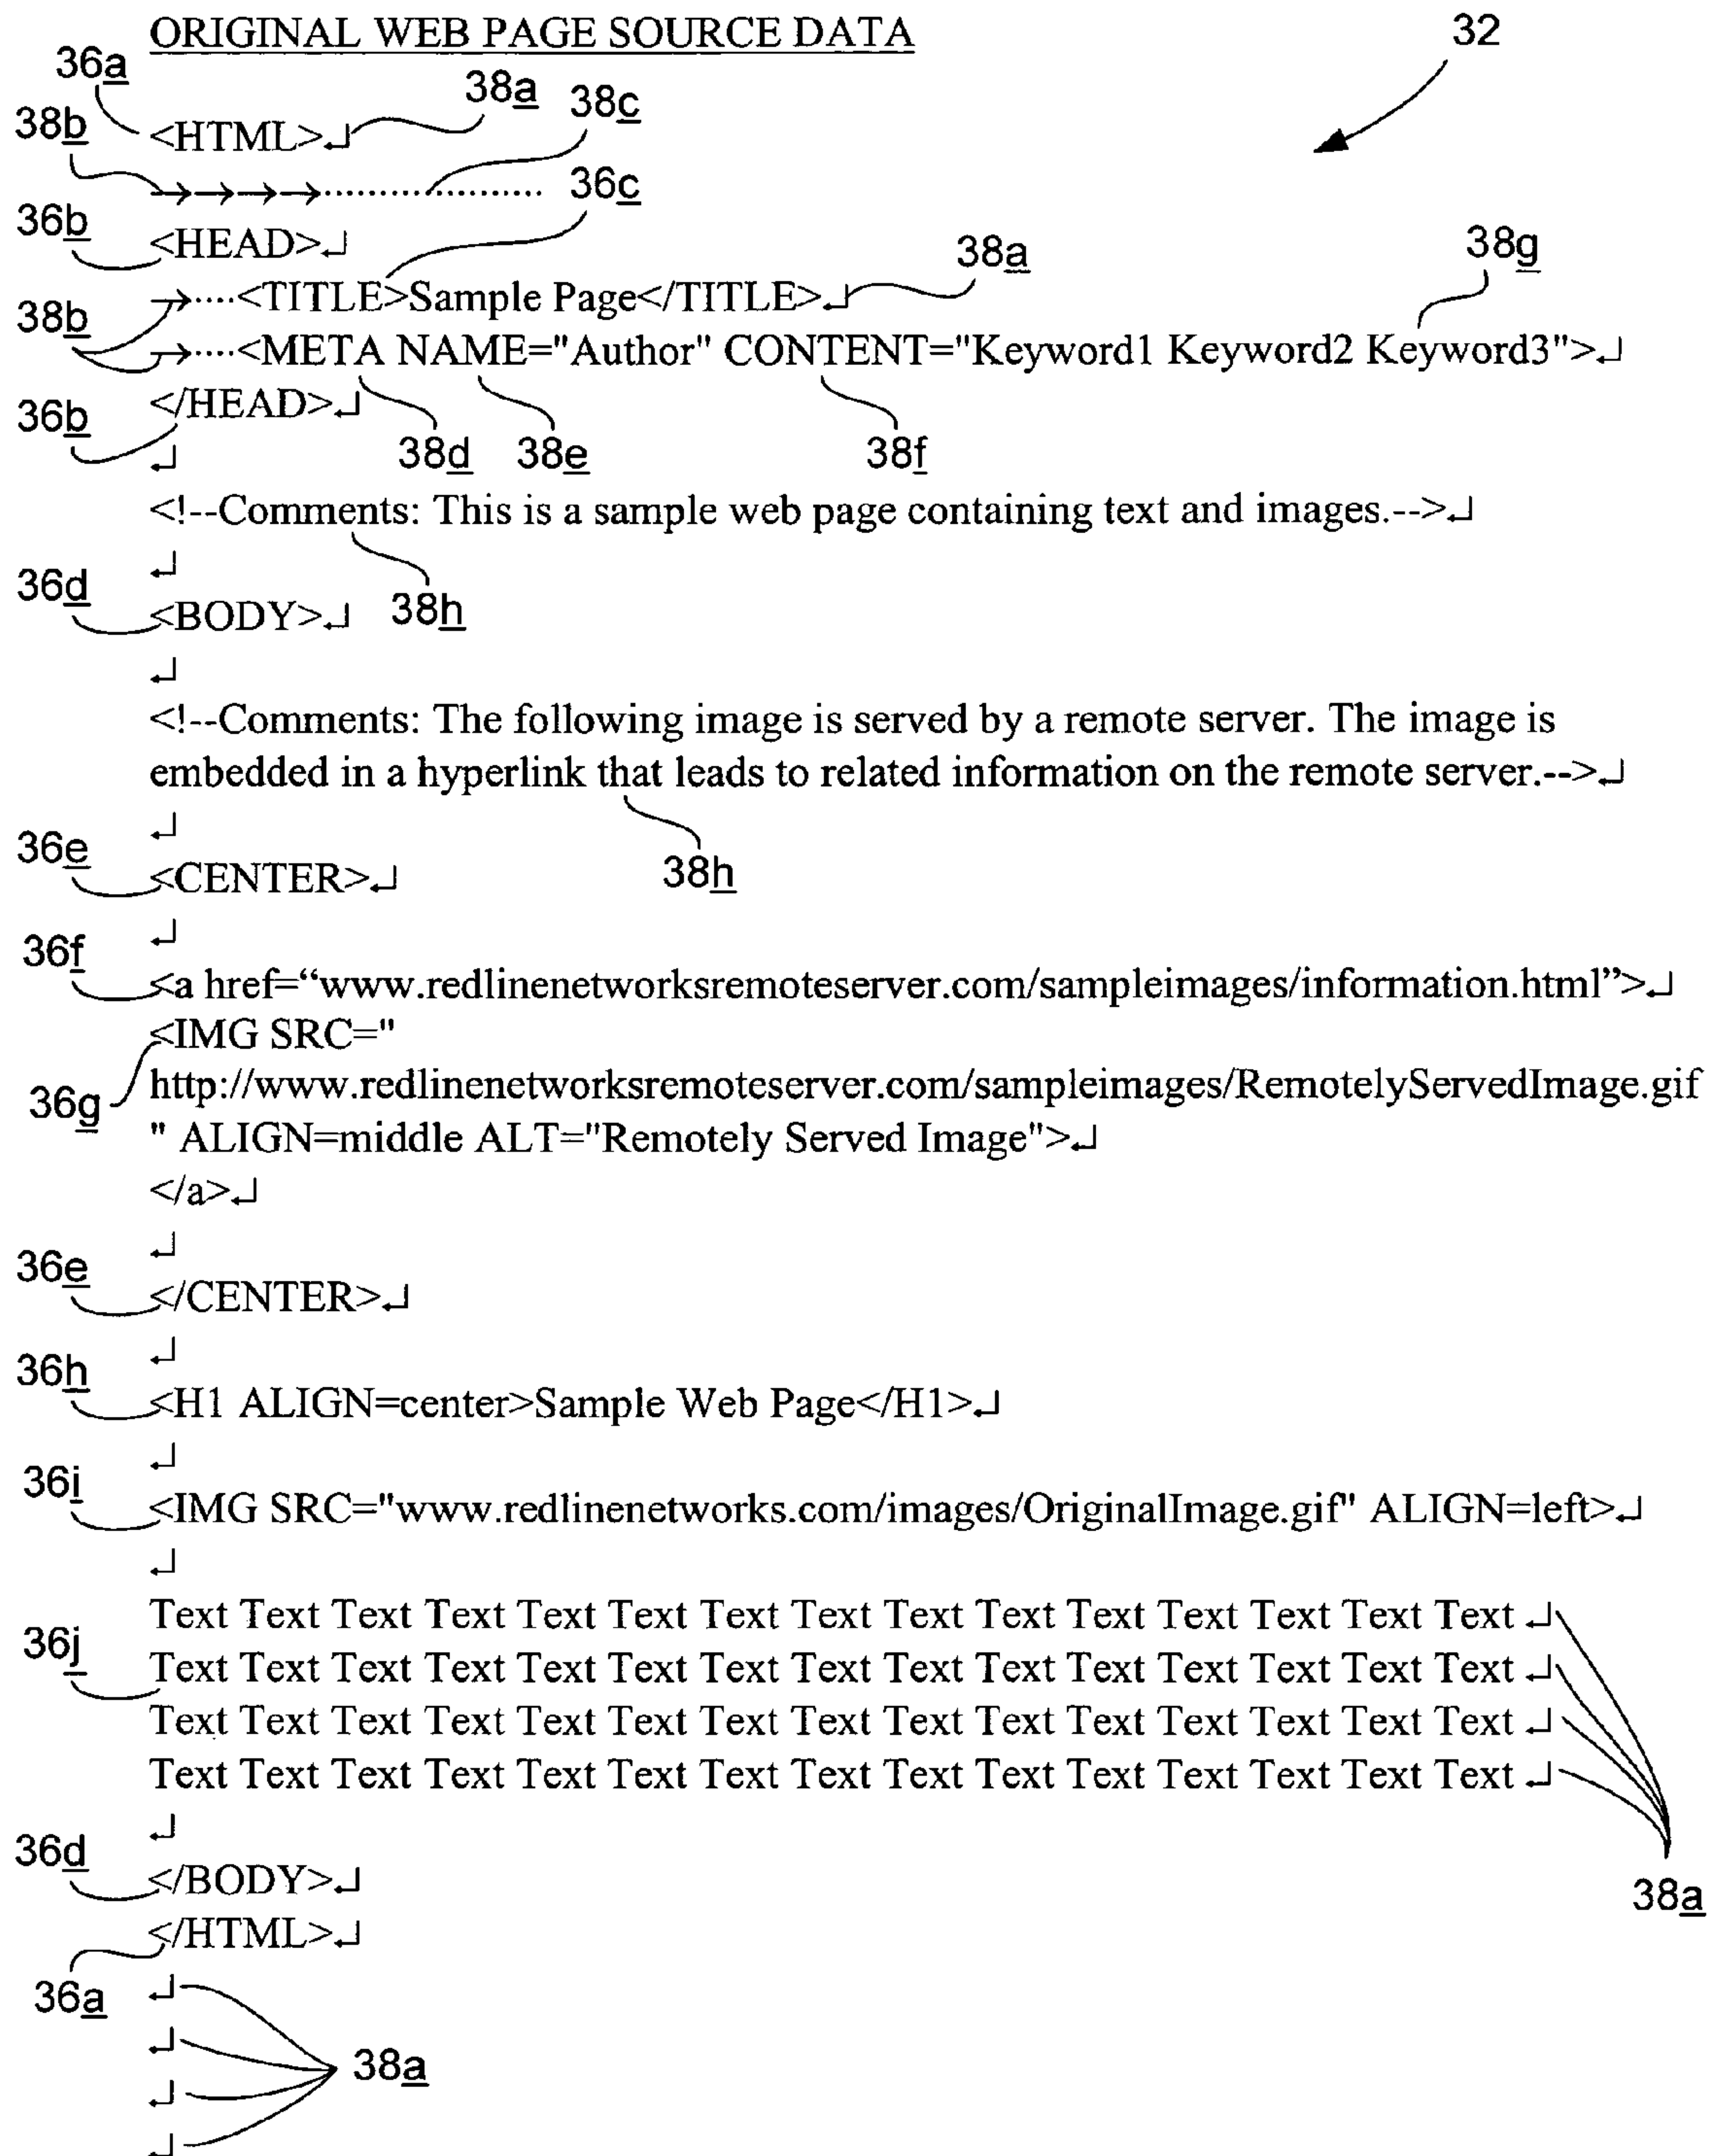 ORIGINAL WEB PAGE SOURCE DATA
32
36a
38a
38c
38b
<HTML>↵
→→→→......................
36c
36b
<HEAD>↵
38a
38g
→····<TITLE>Sample Page</TITLE>↵
38b
→····<META NAME="Author" CONTENT="Keyword1 Keyword2 Keyword3">↵
</HEAD>↵
36b
38d
38e
38f
↵
<!--Comments: This is a sample web page containing text and images.-->↵
↵
36d
<BODY>↵
38h
↵
<!--Comments: The following image is served by a remote server. The image is
embedded in a hyperlink that leads to related information on the remote server.-->↵
↵
36e
<CENTER>↵
38h
↵
36f
<a href=“www.redlinenetworksremoteserver.com/sampleimages/information.html”>↵
<IMG SRC="
http://www.redlinenetworksremoteserver.com/sampleimages/RemotelyServedImage.gif
36g
" ALIGN=middle ALT="Remotely Served Image">↵
</a>↵
↵
36e
</CENTER>↵
↵
36h
<H1 ALIGN=center>Sample Web Page</H1>↵
↵
36i
<IMG SRC="www.redlinenetworks.com/images/OriginalImage.gif" ALIGN=left>↵
↵
Text Text Text Text Text Text Text Text Text Text Text Text Text Text Text ↵
36j
Text Text Text Text Text Text Text Text Text Text Text Text Text Text Text ↵
Text Text Text Text Text Text Text Text Text Text Text Text Text Text Text ↵
Text Text Text Text Text Text Text Text Text Text Text Text Text Text Text ↵
↵
36d
</BODY>↵
38a
</HTML>↵
36a
↵
↵
38a
↵
↵